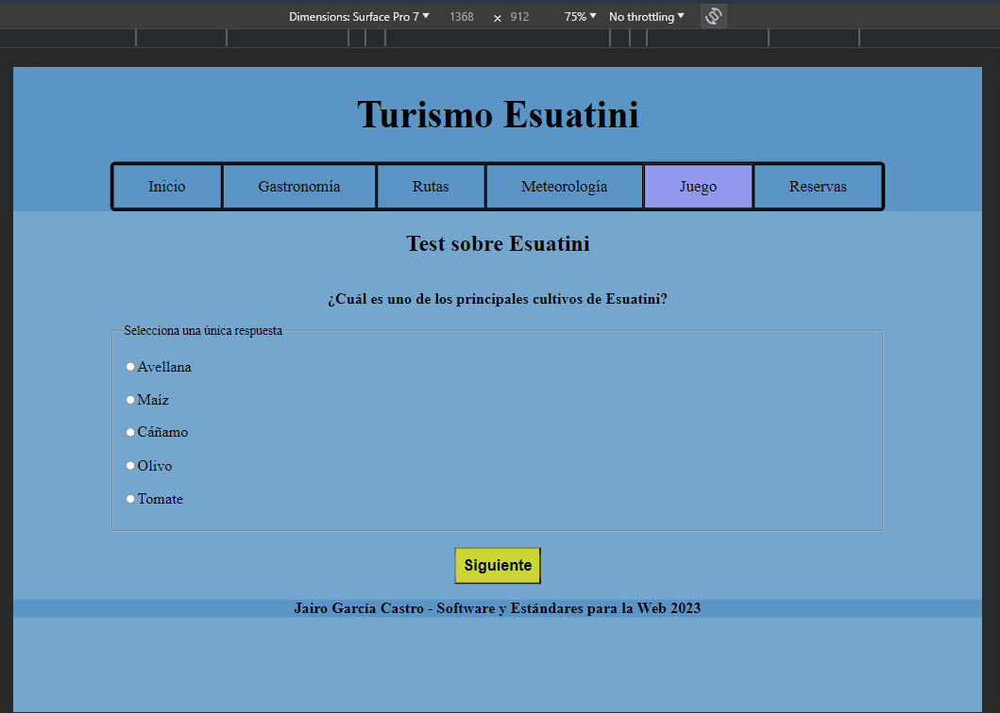 Dimensions: Surface Pro 7 1368 × 912 75% No throttling
Turismo Esuatini
Inicio Gastronomía Rutas Meteorología Juego Reservas
Test sobre Esuatini
¿Cuál es uno de los principales cultivos de Esuatini?
Selecciona una única respuesta
Avellana
Maíz
Cáñamo
Olivo
Tomate
Siguiente
Jairo García Castro - Software y Estándares para la Web 2023